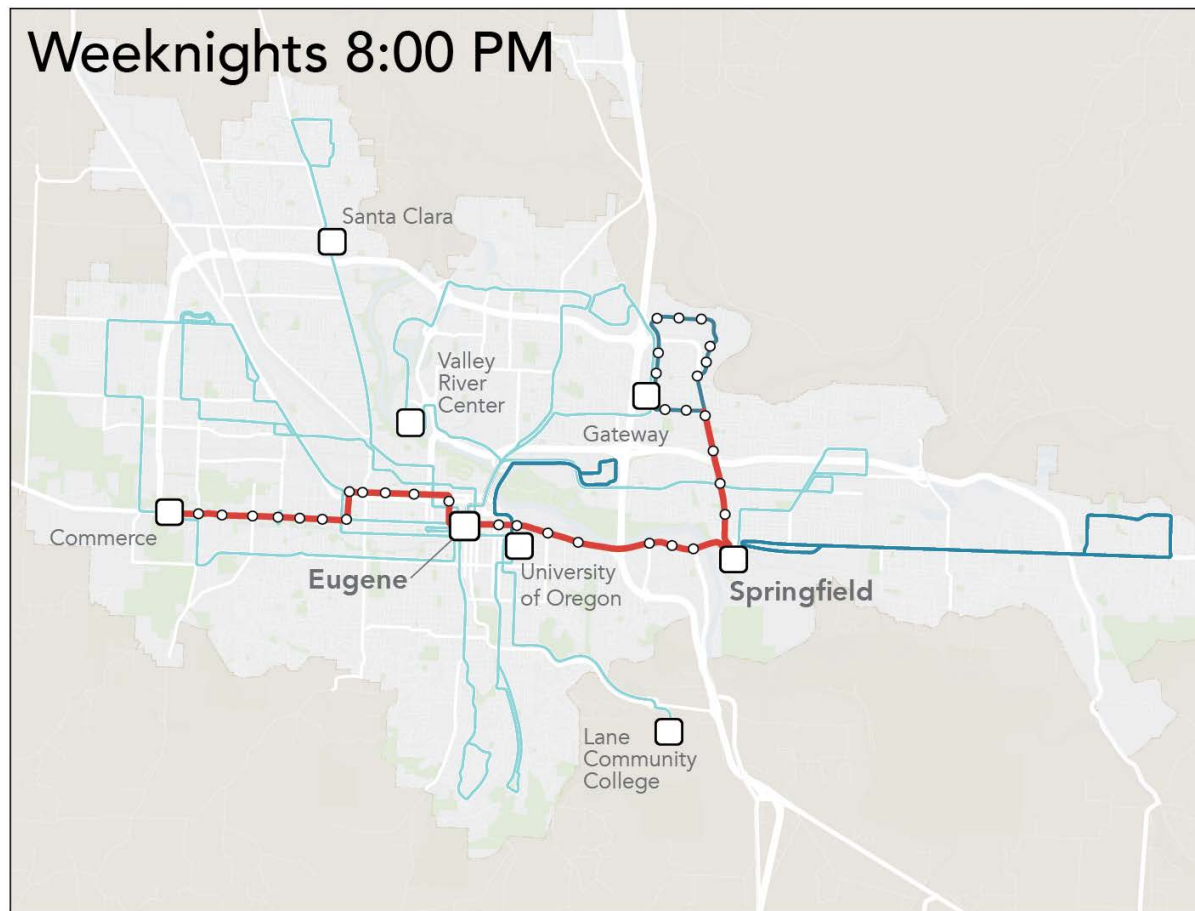 Weeknights 8:00 PM
Santa Clara
Valley
River
Center
Gateway
Commerce
Eugene
University
of Oregon
Springfield
Lane
Community
College